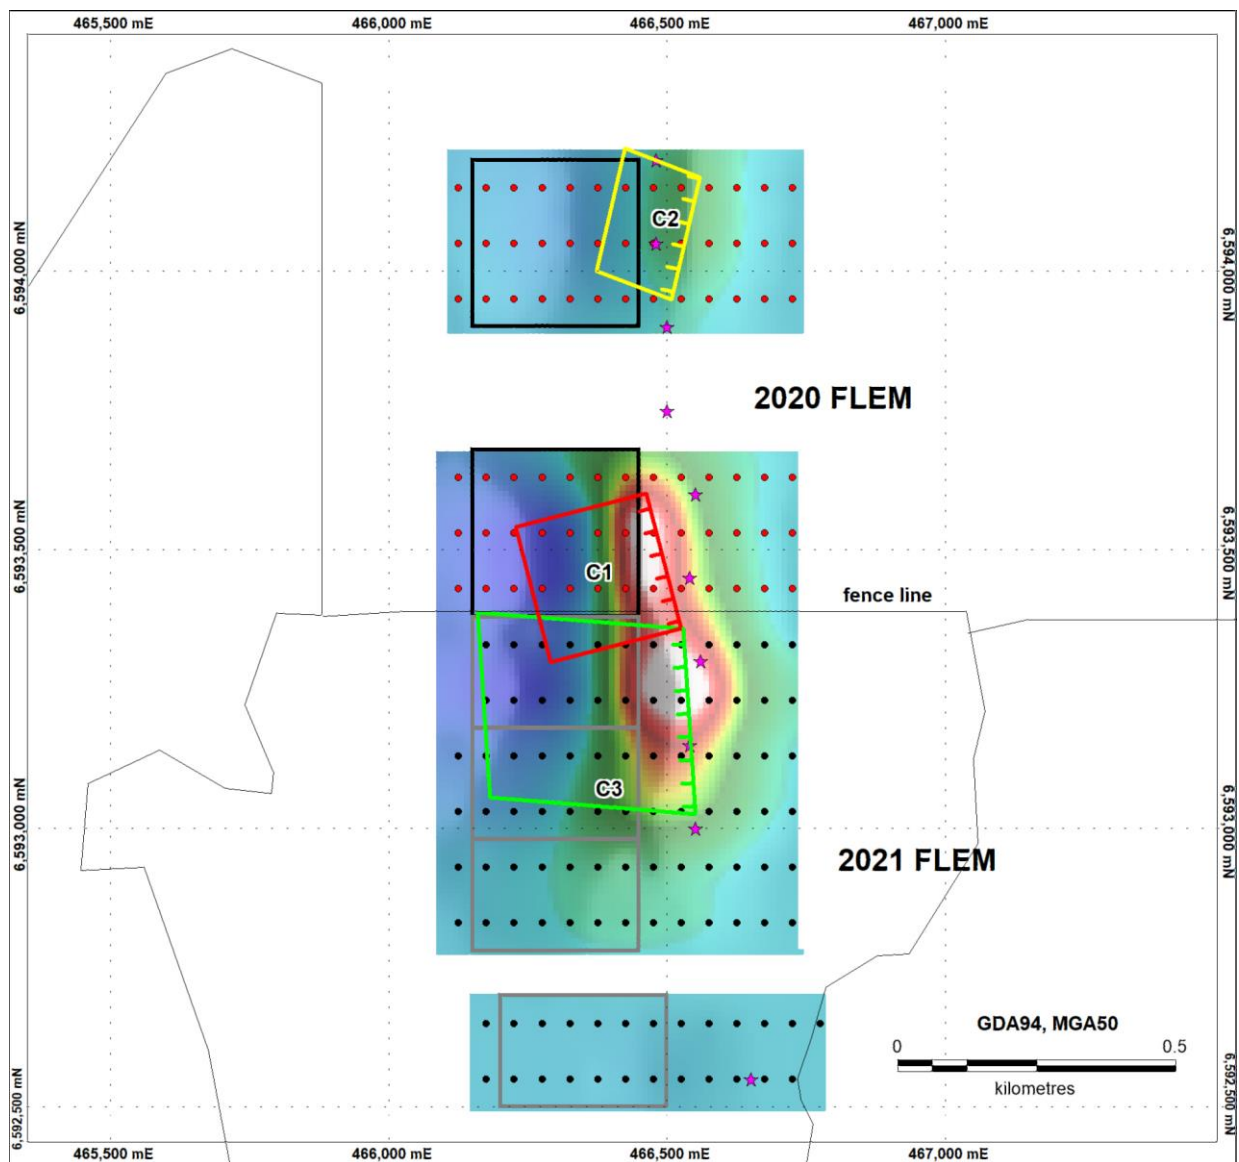 465,500 mE 466,000 mE 466,500 mE 467,000 mE
C2
6,594,000 mN 6,594,000 mN
2020 FLEM
6,593,500 mN 6,593,500 mN
C1
fence line
C3
6,593,000 mN 6,593,000 mN
2021 FLEM
GDA94, MGA50
0 0.5
kilometres
6,592,500 mN 6,592,500 mN
465,500 mE 466,000 mE 466,500 mE 467,000 mE